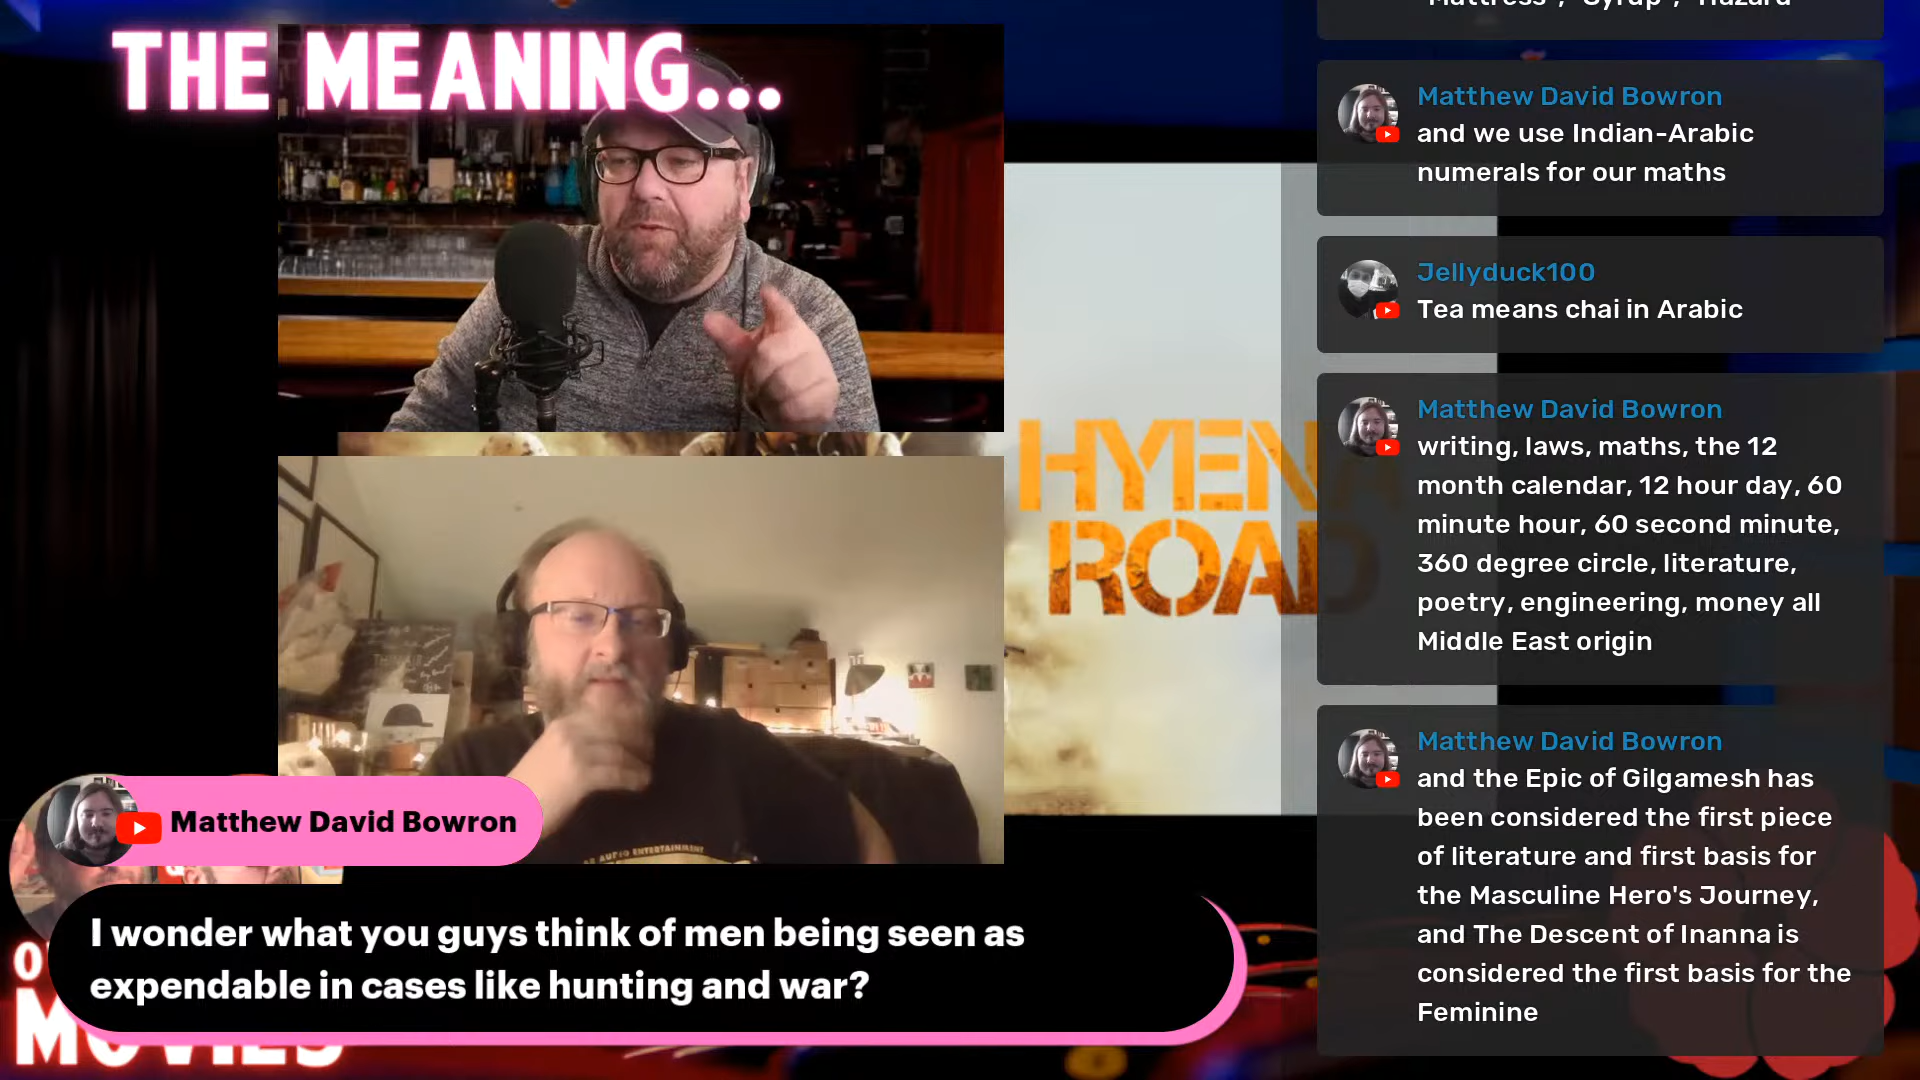 THE MEANING...
"Mattress", "Syrup", "Hazard"
Matthew David Bowron
and we use Indian-Arabic
numerals for our maths
Jellyduck100
Tea means chai in Arabic
Matthew David Bowron
writing, laws, maths, the 12
month calendar, 12 hour day, 60
minute hour, 60 second minute,
360 degree circle, literature,
poetry, engineering, money all
Middle East origin
Matthew David Bowron
and the Epic of Gilgamesh has
been considered the first piece
of literature and first basis for
the Masculine Hero's Journey,
and The Descent of Inanna is
considered the first basis for the
Feminine
HYENA
ROAD
Matthew David Bowron
I wonder what you guys think of men being seen as
expendable in cases like hunting and war?
MOVIES